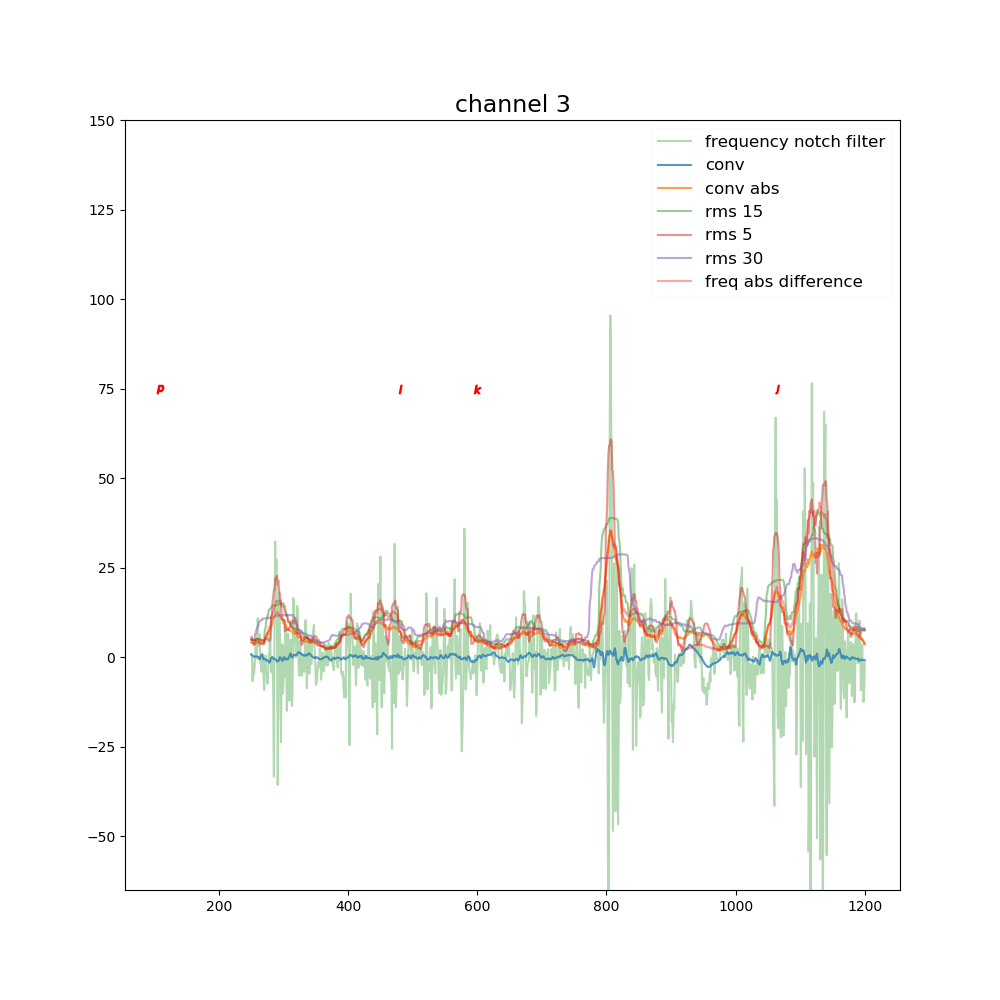 channel 3
150
125
100
75
50
25
0
−25
−50
frequency notch filter
conv
conv abs
rms 15
rms 5
rms 30
freq abs difference
p l k j
200 400 600 800 1000 1200